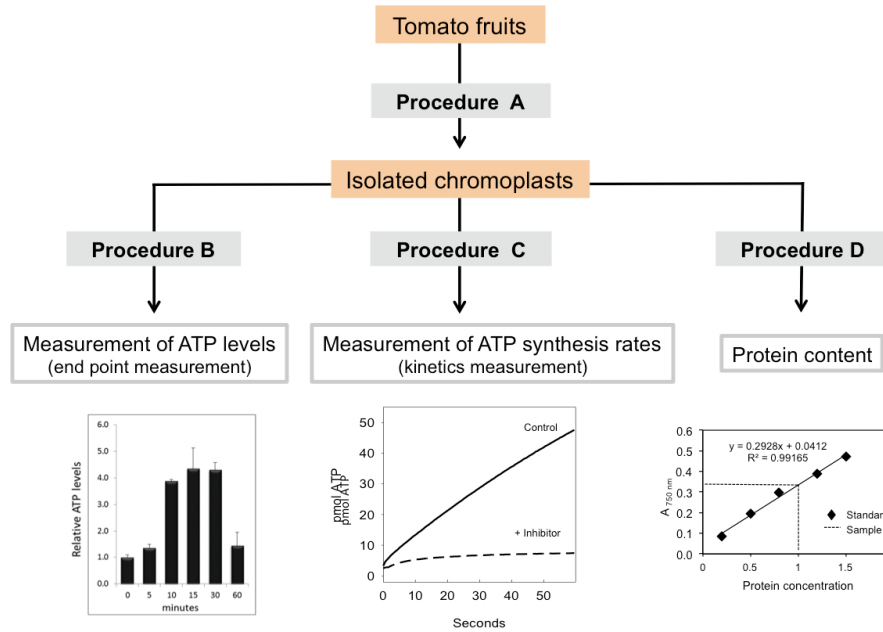 Tomato fruits
Procedure A
Isolated chromoplasts
Procedure B
Procedure C
Procedure D
Measurement of ATP levels
(end point measurement)
Measurement of ATP synthesis rates
(kinetics measurement)
Protein content
Relative ATP levels
6.0
5.0
4.0
3.0
2.0
1.0
0.0
0 5 10 15 30 60
minutes
pmol ATP
pmol ATP
50
40
30
20
10
0
Control
+ Inhibitor
0 10 20 30 40 50
Seconds
A 750 nm
0.6
0.5
0.4
0.3
0.2
0.1
0.0
y = 0.2928x + 0.0412
R² = 0.99165
Standar
Sample
0 0.5 1 1.5
Protein concentration